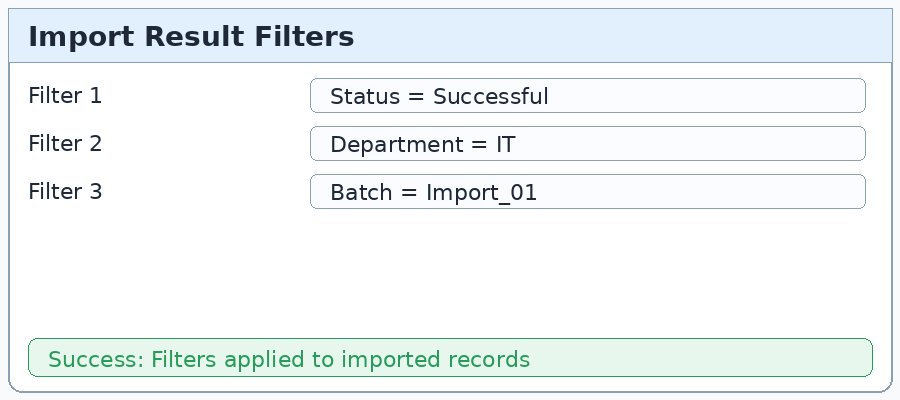 Import Result Filters
Filter 1 Status = Successful
Filter 2 Department = IT
Filter 3 Batch = Import_01
Success: Filters applied to imported records